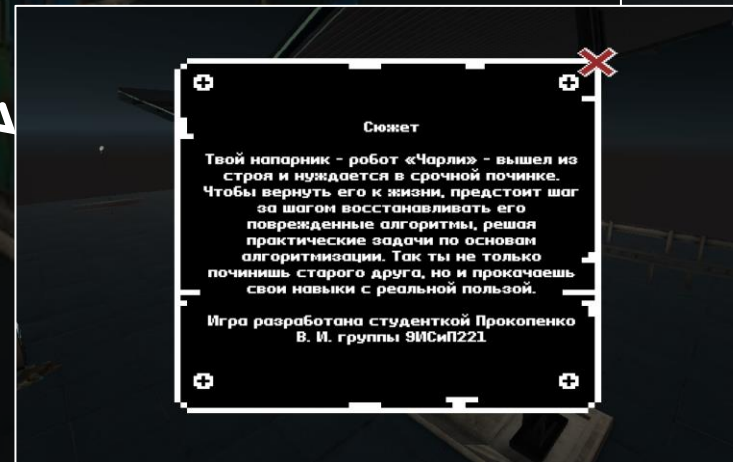 Сюжет
Твой напарник - робот «Чарли» - вышел из
строя и нуждается в срочной починке.
Чтобы вернуть его к жизни, предстоит шаг
за шагом восстанавливать его
поврежденные алгоритмы, решая
практические задачи по основам
алгоритмизации. Так ты не только
починишь старого друга, но и прокачаешь
свои навыки с реальной пользой.
Игра разработана студенткой Прокопенко
В. И. группы 9ИСиП221